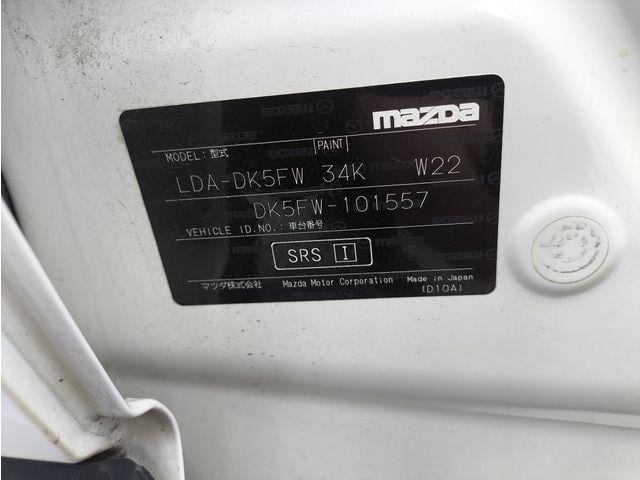 mazda
MODEL: 型式 PAINT
LDA-DK5FW 34K W22
DK5FW-101557
VEHICLE ID.NO.: 車台番号
SRS I
マツダ株式会社 Mazda Motor Corporation Made in Japan
(D10A)